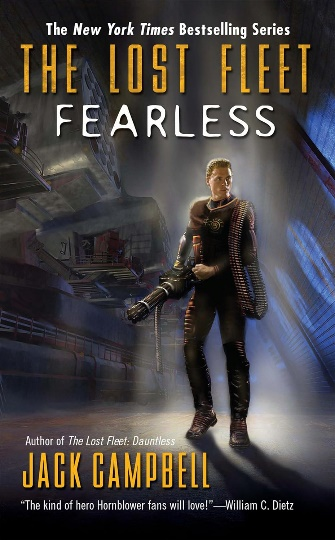 The New York Times Bestselling Series
THE LOST FLEET
FEARLESS
Author of The Lost Fleet: Dauntless
JACK CAMPBELL
“The kind of hero Hornblower fans will love!”—William C. Dietz